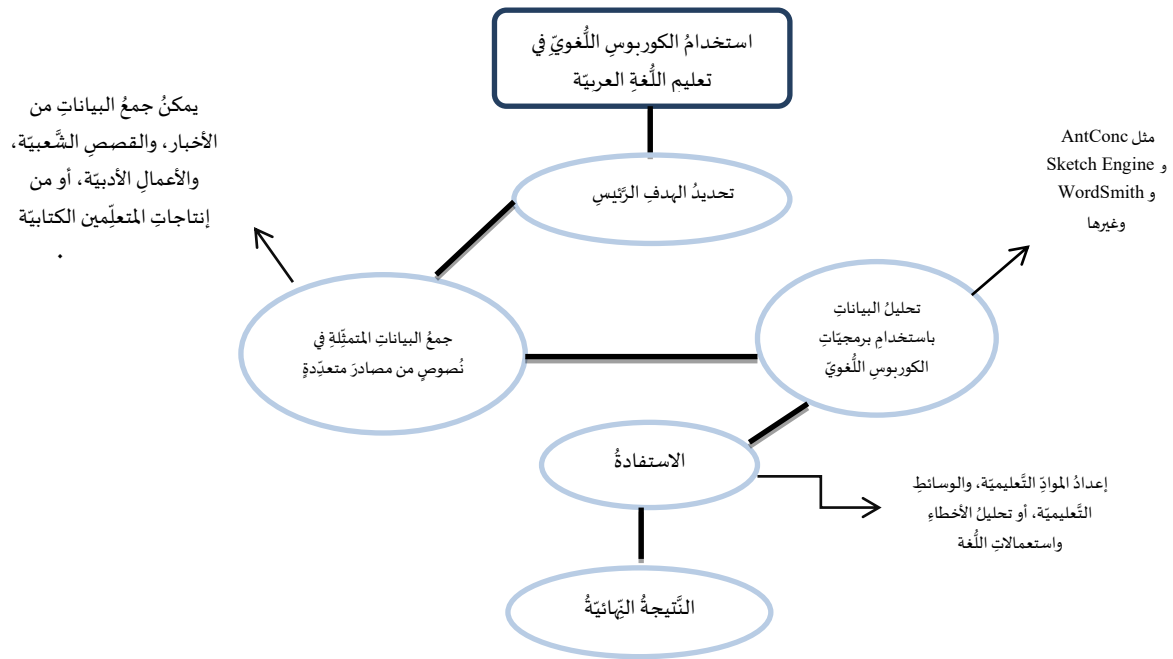 استخدامُ الكوربوسِ اللُّغويِّ في
تعليم اللُّغةِ العربيّة
تحديدُ الهدفِ الرَّئيسِ
يمكنُ جمعُ البياناتِ من
الأخبار، والقصصِ الشَّعبيّة،
والأعمالِ الأدبيّة، أو من
إنتاجاتِ المتعلِّمين الكتابيّة
.
جمعُ البياناتِ المتمثِّلةِ في
نُصوصٍ من مصادرَ متعدِّدةٍ
مثل AntConc
و Sketch Engine
و WordSmith
وغيرها
تحليلُ البياناتِ
باستخدامِ برمجيّاتِ
الكوربوسِ اللُّغويّ
الاستفادةُ
إعدادُ الموادِّ التَّعليميّة، والوسائطِ
التَّعليميّة، أو تحليلُ الأخطاءِ
واستعمالاتِ اللُّغة
النَّتيجةُ النِّهائيّةُ